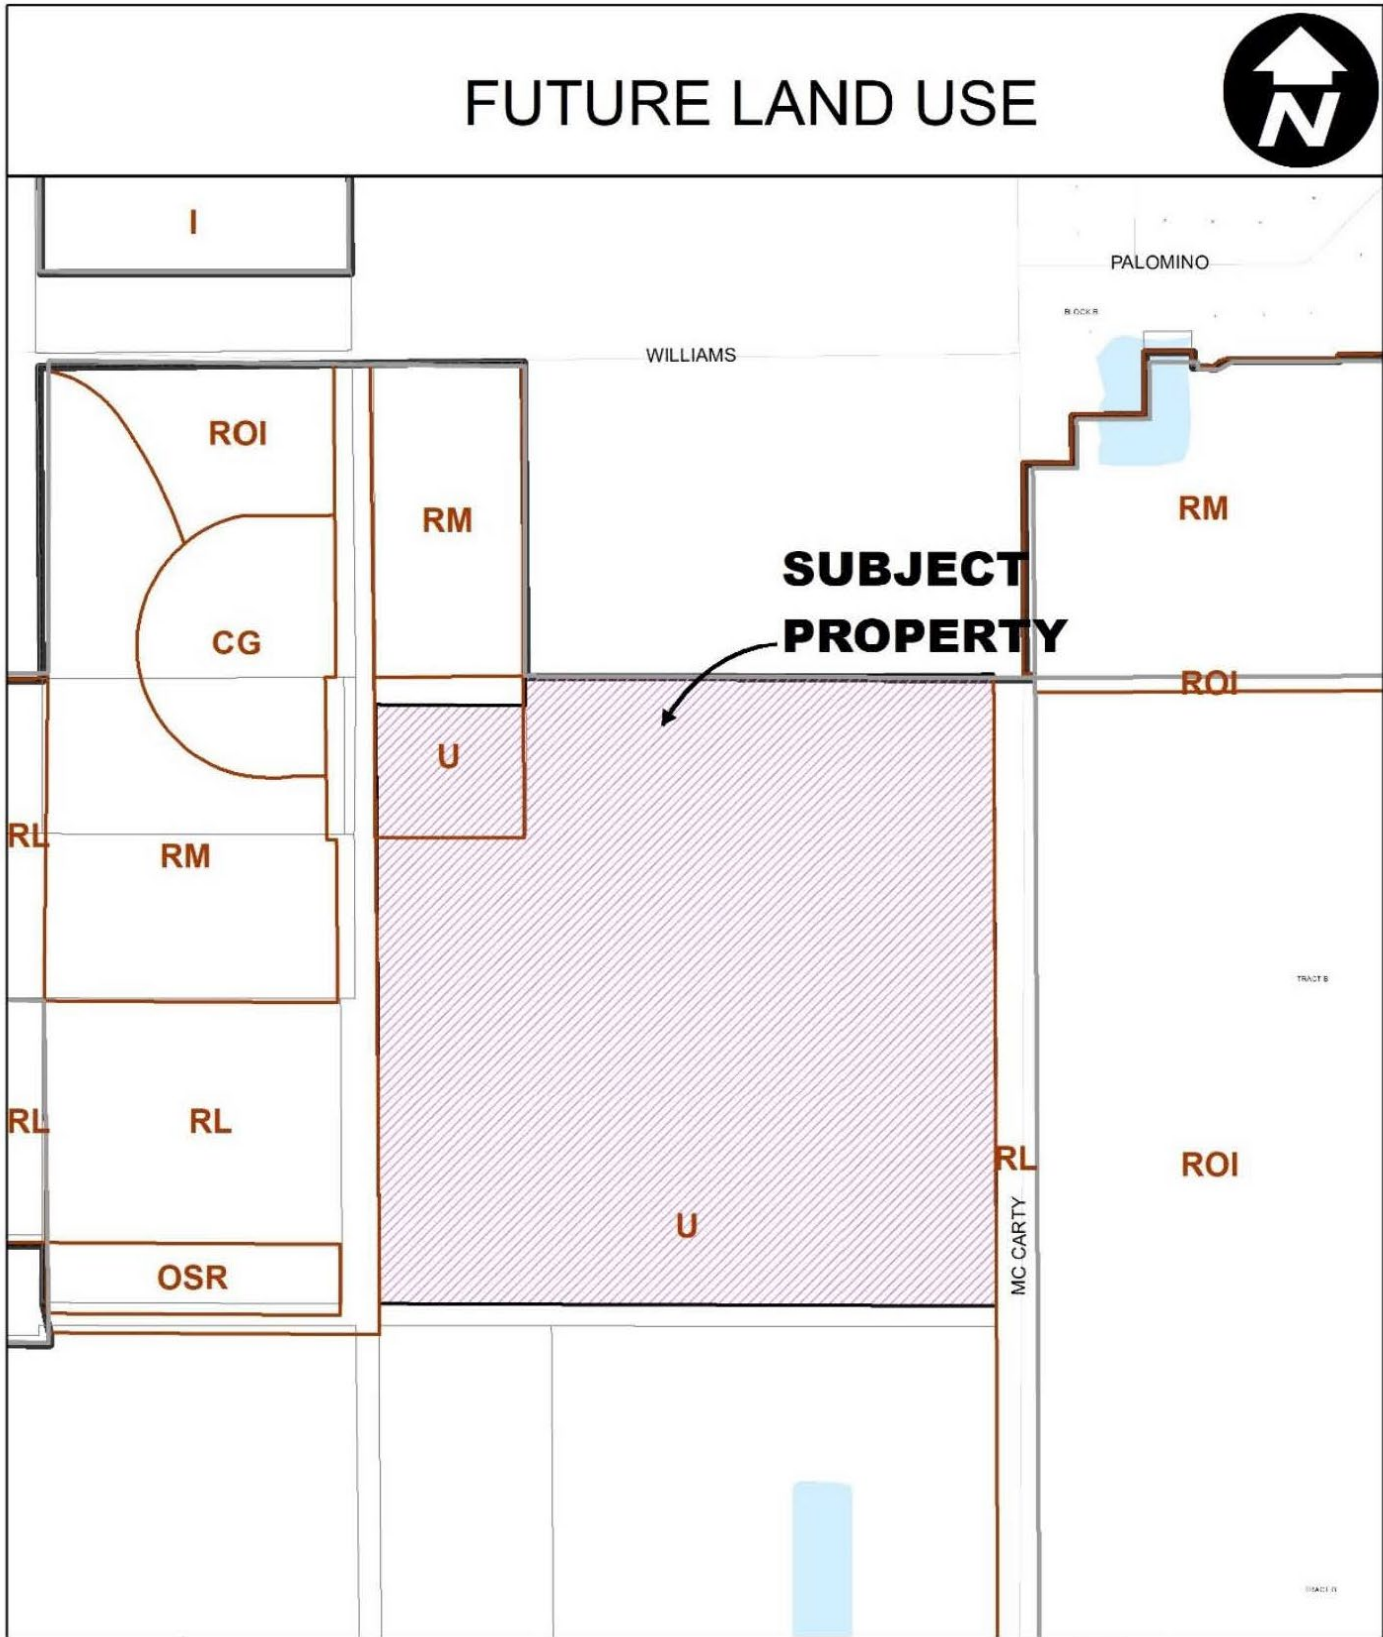 FUTURE LAND USE
N
I
PALOMINO
BLOCK B
WILLIAMS
ROI
RM
RM
SUBJECT
PROPERTY
CG
ROI
U
RL
RM
TRACT B
RL
RL
RL
ROI
U
MC CARTY
OSR